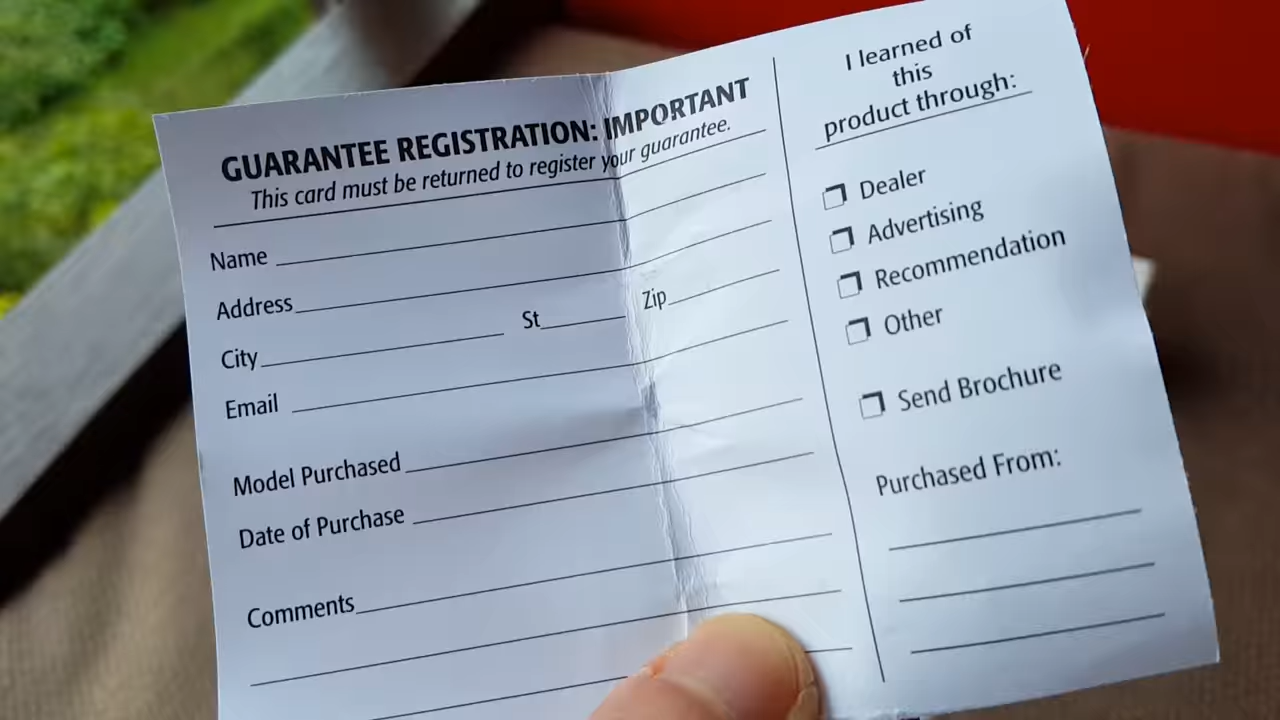 GUARANTEE REGISTRATION: IMPORTANT
This card must be returned to register your guarantee.
Name
Address
City St Zip
Email
Model Purchased
Date of Purchase
Comments
I learned of
this
product through:
Dealer
Advertising
Recommendation
Other
Send Brochure
Purchased From: